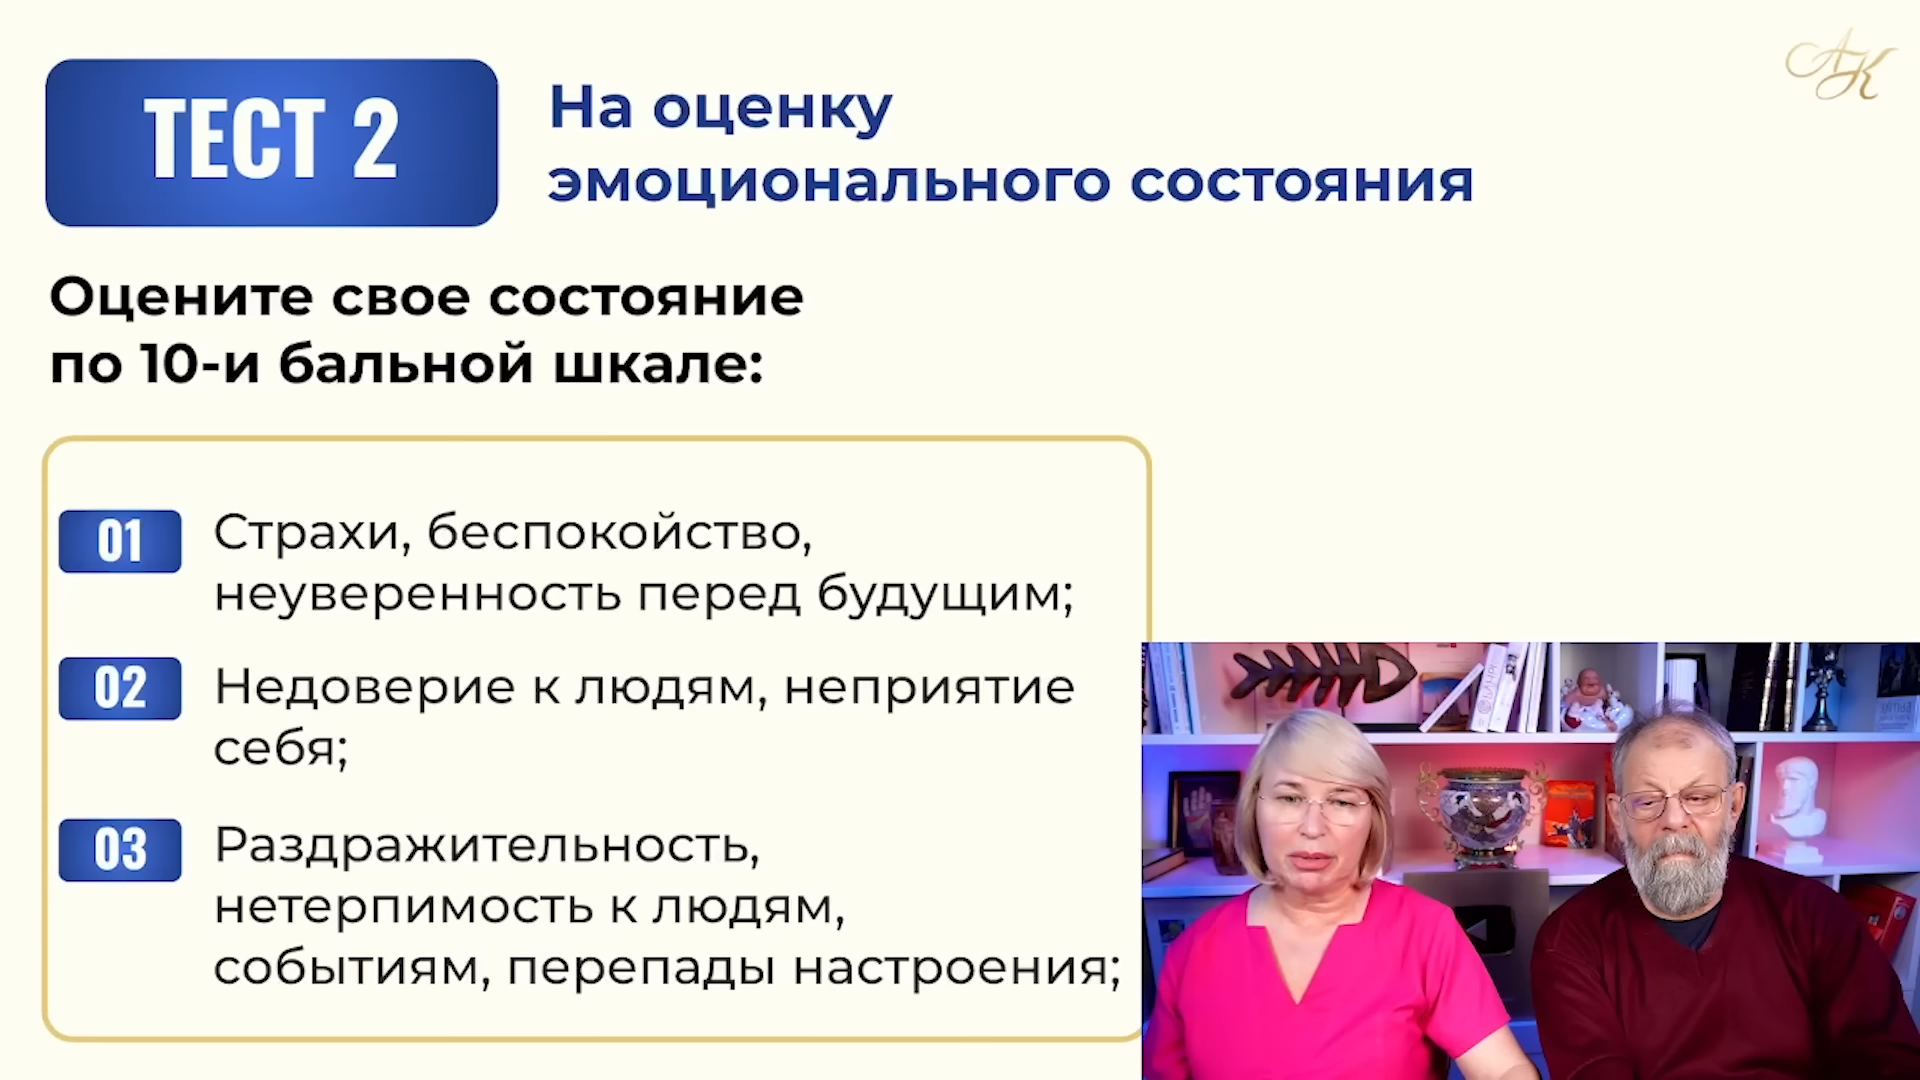 ТЕСТ 2
На оценку
эмоционального состояния
АК
Оцените свое состояние
по 10-и бальной шкале:
01
Страхи, беспокойство,
неуверенность перед будущим;
02
Недоверие к людям, неприятие
себя;
03
Раздражительность,
нетерпимость к людям,
событиям, перепады настроения;